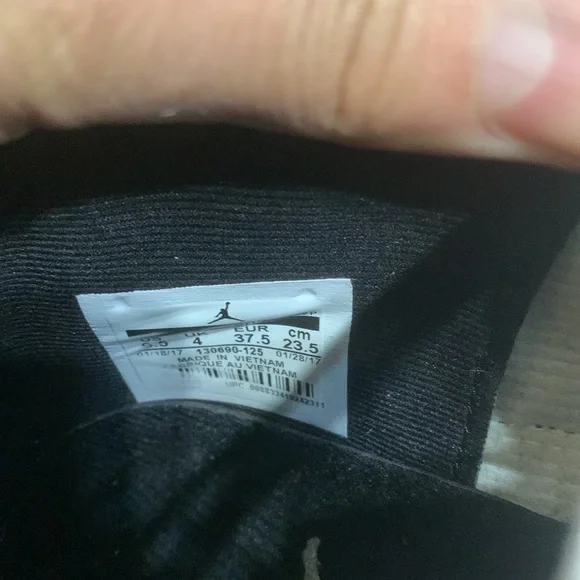 EUR cm
5.5 4 37.5 23.5
01/18/17 130690-125 01/28/17
MADE IN VIETNAM
FABRIQUE AU VIETNAM
UPC